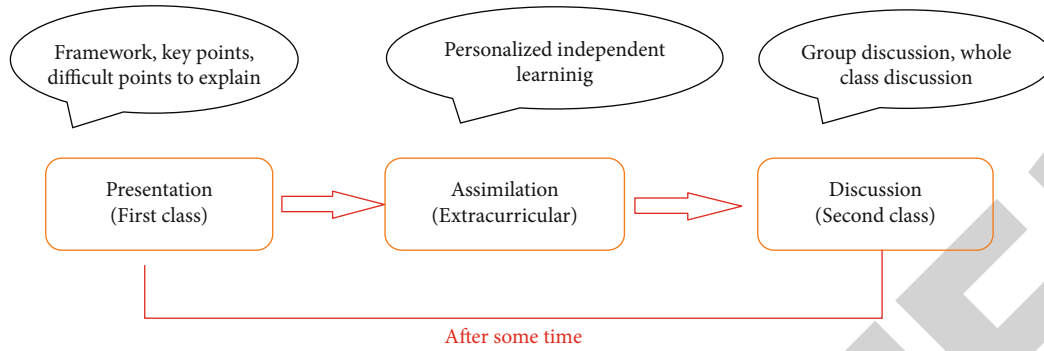 Framework, key points,
difficult points to explain
Personalized independent
learninig
Group discussion, whole
class discussion
Presentation
(First class)
Assimilation
(Extracurricular)
Discussion
(Second class)
After some time